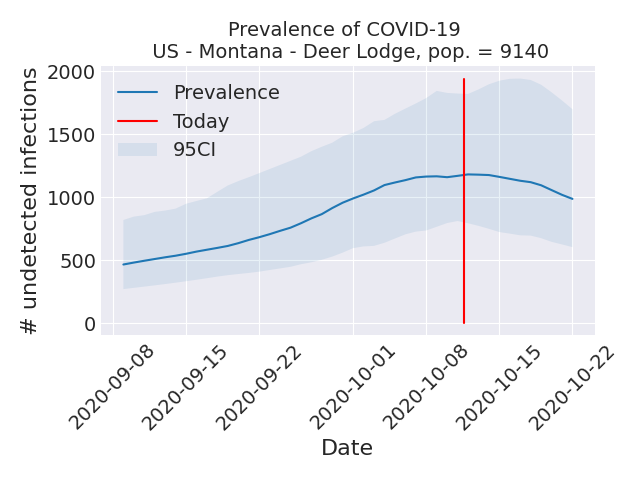 Prevalence of COVID-19
US - Montana - Deer Lodge, pop. = 9140
# undetected infections
2000
1500
1000
500
0
Prevalence
Today
95CI
2020-09-08
2020-09-15
2020-09-22
2020-10-01
2020-10-08
2020-10-15
2020-10-22
Date